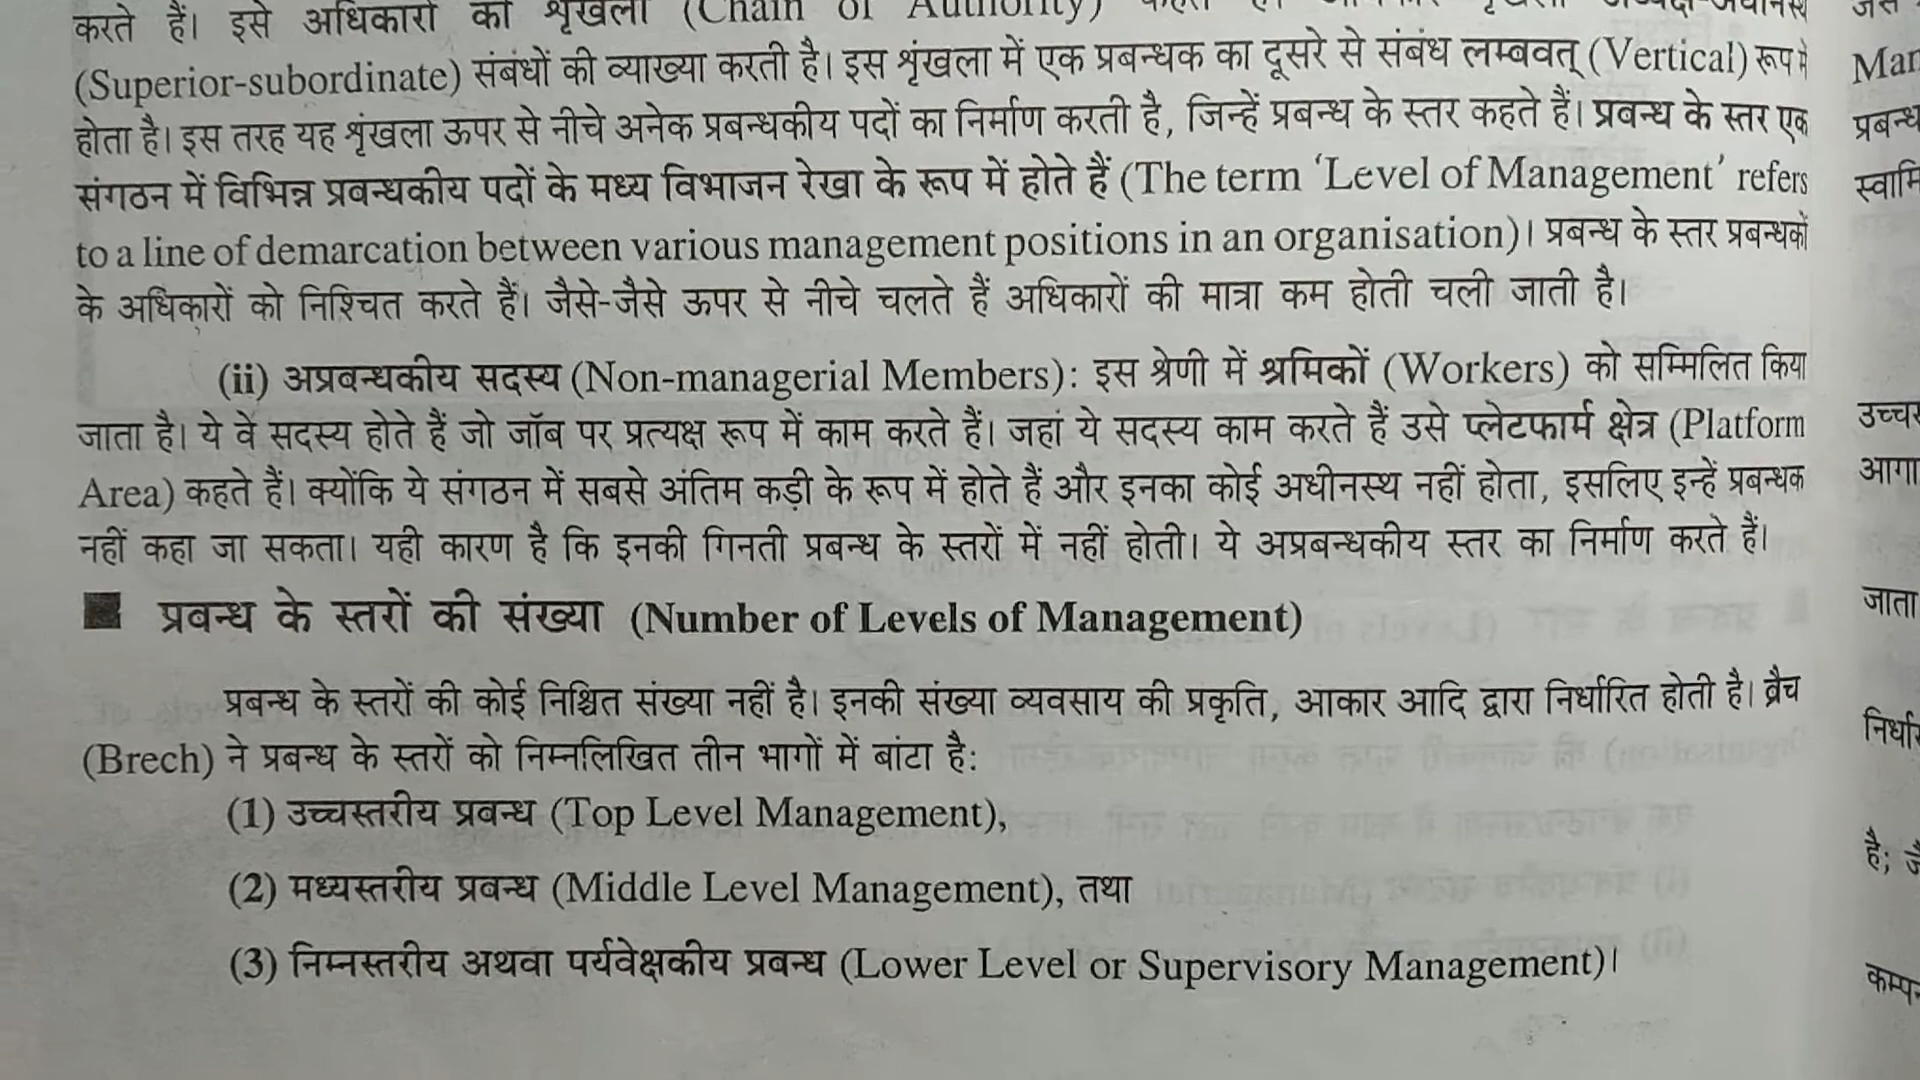 करते हैं। इसे अधिकारों की शृंखला (Chain of Authority) कहते
(Superior-subordinate) संबंधों की व्याख्या करती है। इस शृंखला में एक प्रबन्धक का दूसरे से संबंध लम्बवत् (Vertical) रूप में
होता है। इस तरह यह शृंखला ऊपर से नीचे अनेक प्रबन्धकीय पदों का निर्माण करती है, जिन्हें प्रबन्ध के स्तर कहते हैं। प्रबन्ध के स्तर एक
संगठन में विभिन्न प्रबन्धकीय पदों के मध्य विभाजन रेखा के रूप में होते हैं (The term ‘Level of Management’ refers
to a line of demarcation between various management positions in an organisation)। प्रबन्ध के स्तर प्रबन्धकों
के अधिकारों को निश्चित करते हैं। जैसे-जैसे ऊपर से नीचे चलते हैं अधिकारों की मात्रा कम होती चली जाती है।
(ii) अप्रबन्धकीय सदस्य (Non-managerial Members): इस श्रेणी में श्रमिकों (Workers) को सम्मिलित किया
जाता है। ये वे सदस्य होते हैं जो जॉब पर प्रत्यक्ष रूप में काम करते हैं। जहां ये सदस्य काम करते हैं उसे प्लेटफार्म क्षेत्र (Platform
Area) कहते हैं। क्योंकि ये संगठन में सबसे अंतिम कड़ी के रूप में होते हैं और इनका कोई अधीनस्थ नहीं होता, इसलिए इन्हें प्रबन्धक
नहीं कहा जा सकता। यही कारण है कि इनकी गिनती प्रबन्ध के स्तरों में नहीं होती। ये अप्रबन्धकीय स्तर का निर्माण करते हैं।
प्रबन्ध के स्तरों की संख्या (Number of Levels of Management)
प्रबन्ध के स्तरों की कोई निश्चित संख्या नहीं है। इनकी संख्या व्यवसाय की प्रकृति, आकार आदि द्वारा निर्धारित होती है। ब्रैच
(Brech) ने प्रबन्ध के स्तरों को निम्नलिखित तीन भागों में बांटा है:
(1) उच्चस्तरीय प्रबन्ध (Top Level Management),
(2) मध्यस्तरीय प्रबन्ध (Middle Level Management), तथा
(3) निम्नस्तरीय अथवा पर्यवेक्षकीय प्रबन्ध (Lower Level or Supervisory Management)।
जाता